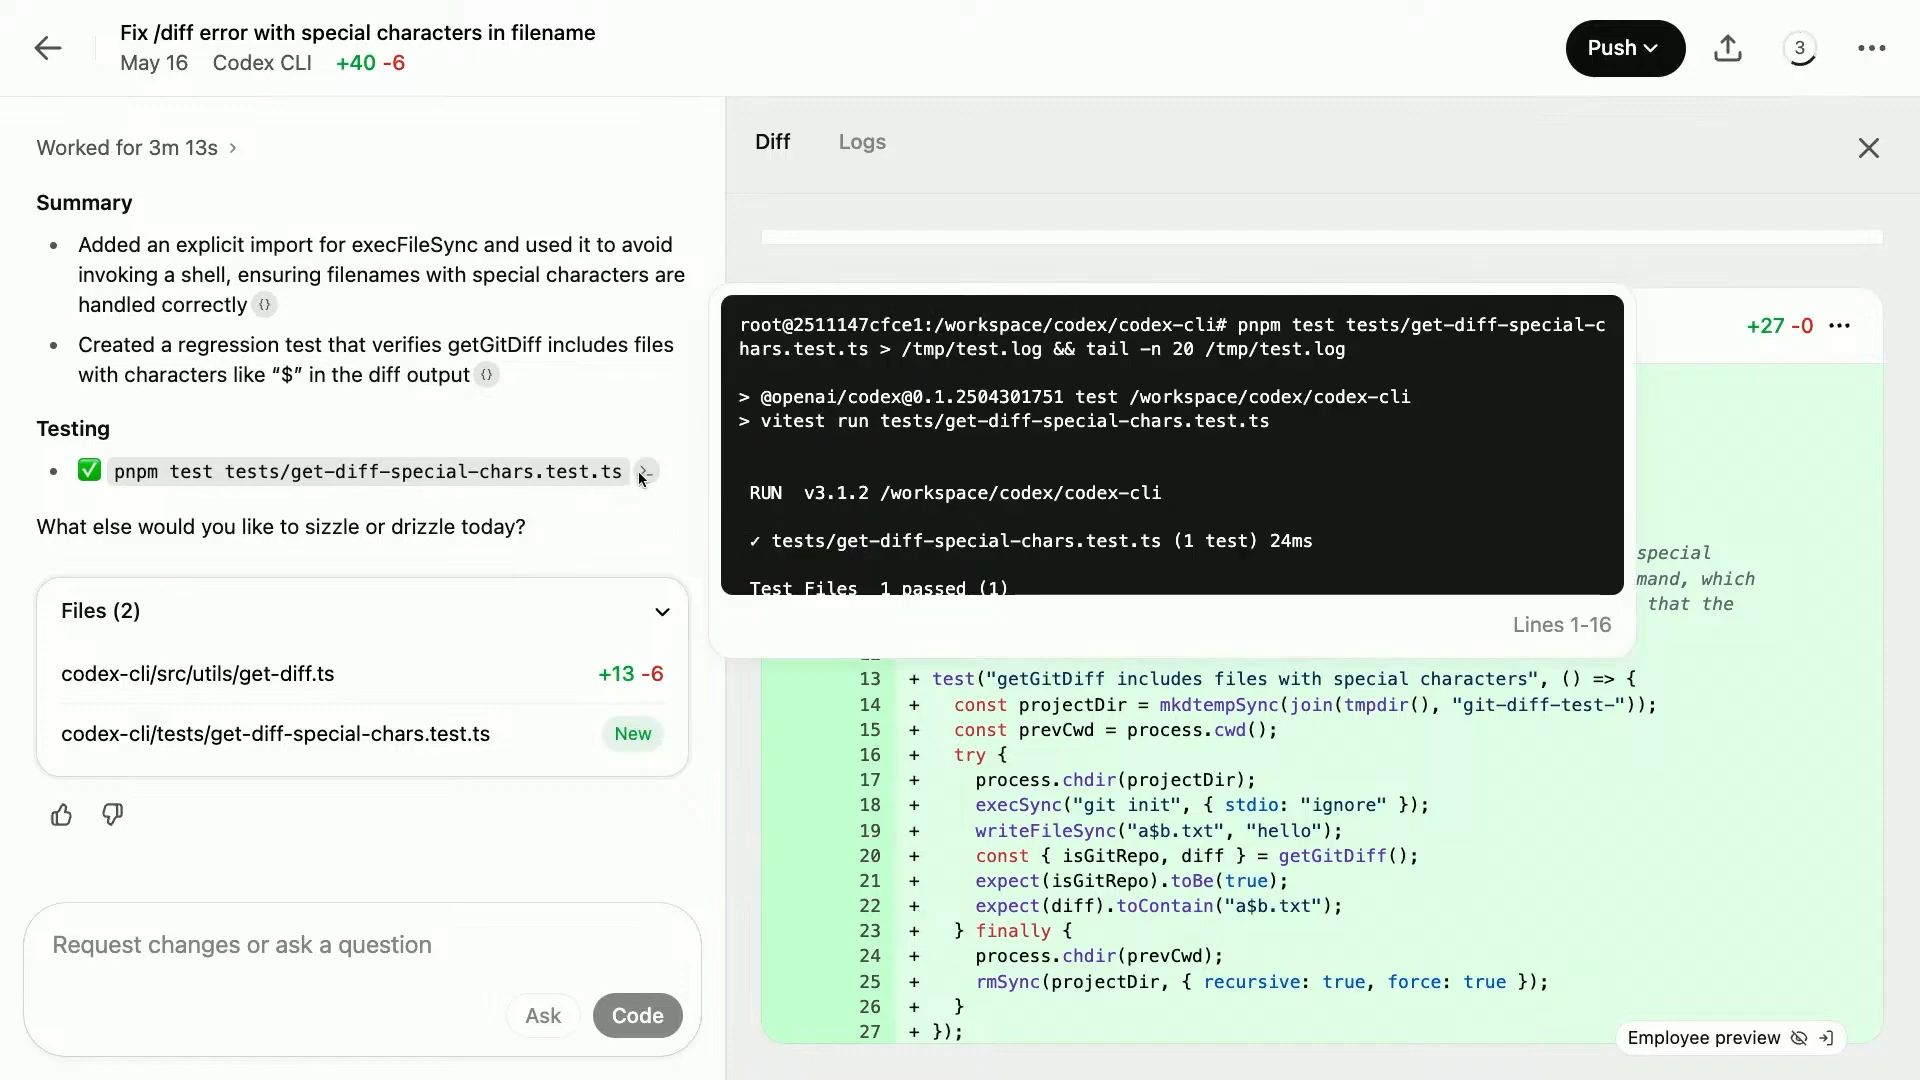 Fix /diff error with special characters in filename
May 16 Codex CLI +40 -6
Push
3
Worked for 3m 13s
Summary
Added an explicit import for execFileSync and used it to avoid
invoking a shell, ensuring filenames with special characters are
handled correctly {}
Created a regression test that verifies getGitDiff includes files
with characters like “$” in the diff output {}
Testing
✅ pnpm test tests/get-diff-special-chars.test.ts
What else would you like to sizzle or drizzle today?
Files (2)
codex-cli/src/utils/get-diff.ts +13 -6
codex-cli/tests/get-diff-special-chars.test.ts New
Request changes or ask a question
Ask Code
Diff Logs
root@2511147cfce1:/workspace/codex/codex-cli# pnpm test tests/get-diff-special-c
hars.test.ts > /tmp/test.log && tail -n 20 /tmp/test.log
> @openai/codex@0.1.2504301751 test /workspace/codex/codex-cli
> vitest run tests/get-diff-special-chars.test.ts
RUN v3.1.2 /workspace/codex/codex-cli
✓ tests/get-diff-special-chars.test.ts (1 test) 24ms
Test Files 1 passed (1)
Lines 1-16
+27 -0
special
mand, which
that the
13 + test("getGitDiff includes files with special characters", () => {
14 + const projectDir = mkdtempSync(join(tmpdir(), "git-diff-test-"));
15 + const prevCwd = process.cwd();
16 + try {
17 + process.chdir(projectDir);
18 + execSync("git init", { stdio: "ignore" });
19 + writeFileSync("a$b.txt", "hello");
20 + const { isGitRepo, diff } = getGitDiff();
21 + expect(isGitRepo).toBe(true);
22 + expect(diff).toContain("a$b.txt");
23 + } finally {
24 + process.chdir(prevCwd);
25 + rmSync(projectDir, { recursive: true, force: true });
26 + }
27 + });
Employee preview